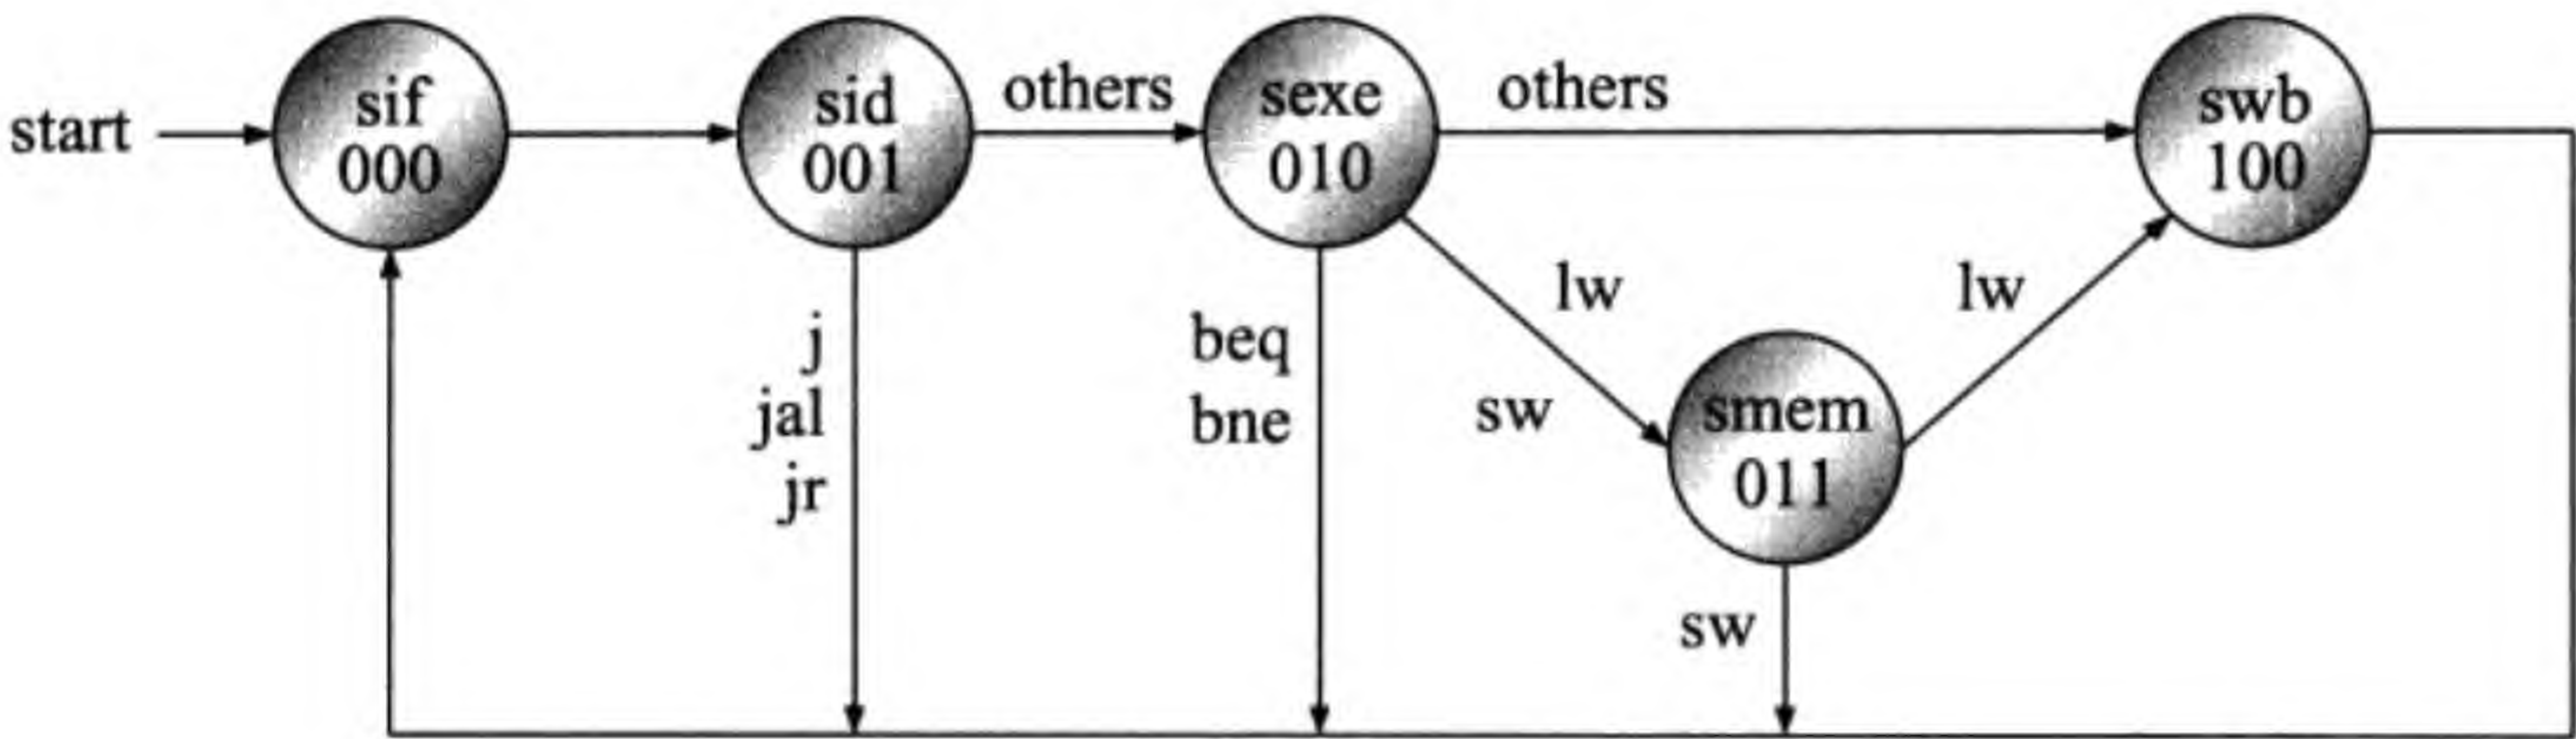 start
sif
000
sid
001
others
sexe
010
others
swb
100
j
jal
jr
beq
bne
lw
sw
lw
smem
011
sw